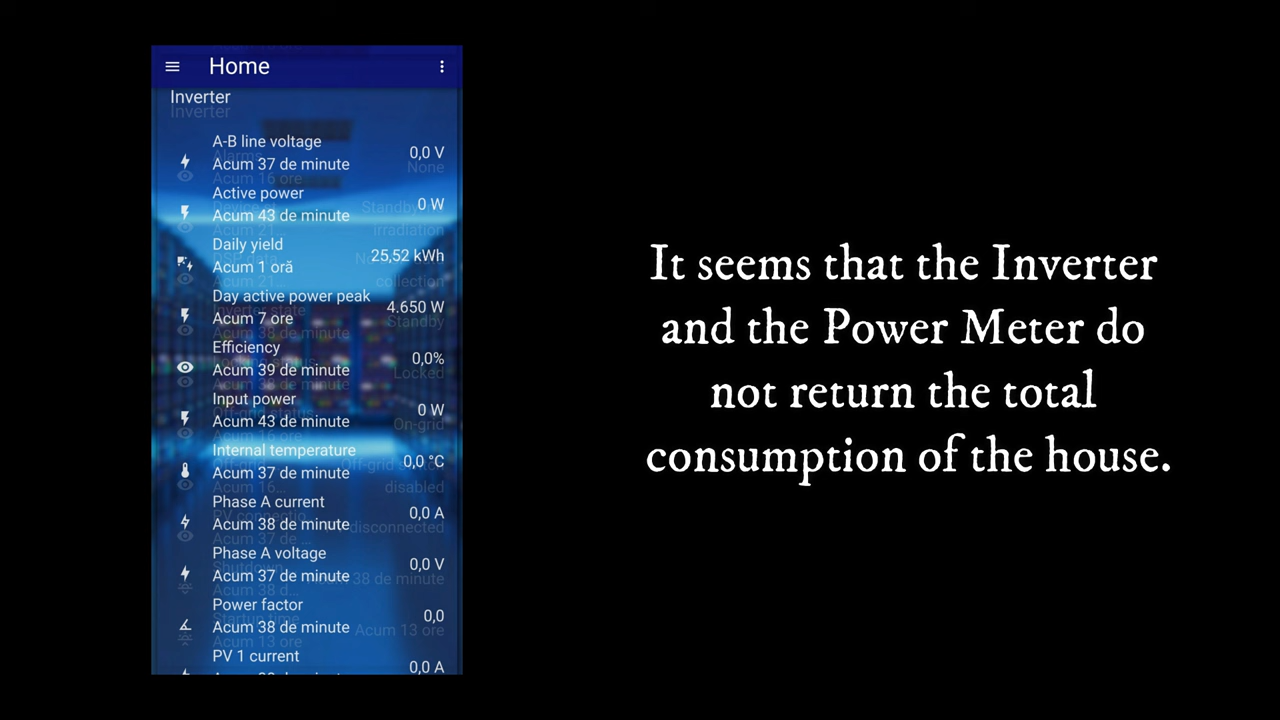 Home
Inverter
A-B line voltage
Acum 37 de minute
0,0 V
Active power
Acum 43 de minute
0 W
Daily yield
Acum 1 oră
25,52 kWh
Day active power peak
Acum 7 ore
4.650 W
Efficiency
Acum 39 de minute
0,0%
Input power
Acum 43 de minute
0 W
Internal temperature
Acum 37 de minute
0,0 °C
Phase A current
Acum 38 de minute
0,0 A
Phase A voltage
Acum 37 de minute
0,0 V
Power factor
Acum 38 de minute
0,0
PV 1 current
0,0 A
It seems that the Inverter
and the Power Meter do
not return the total
consumption of the house.